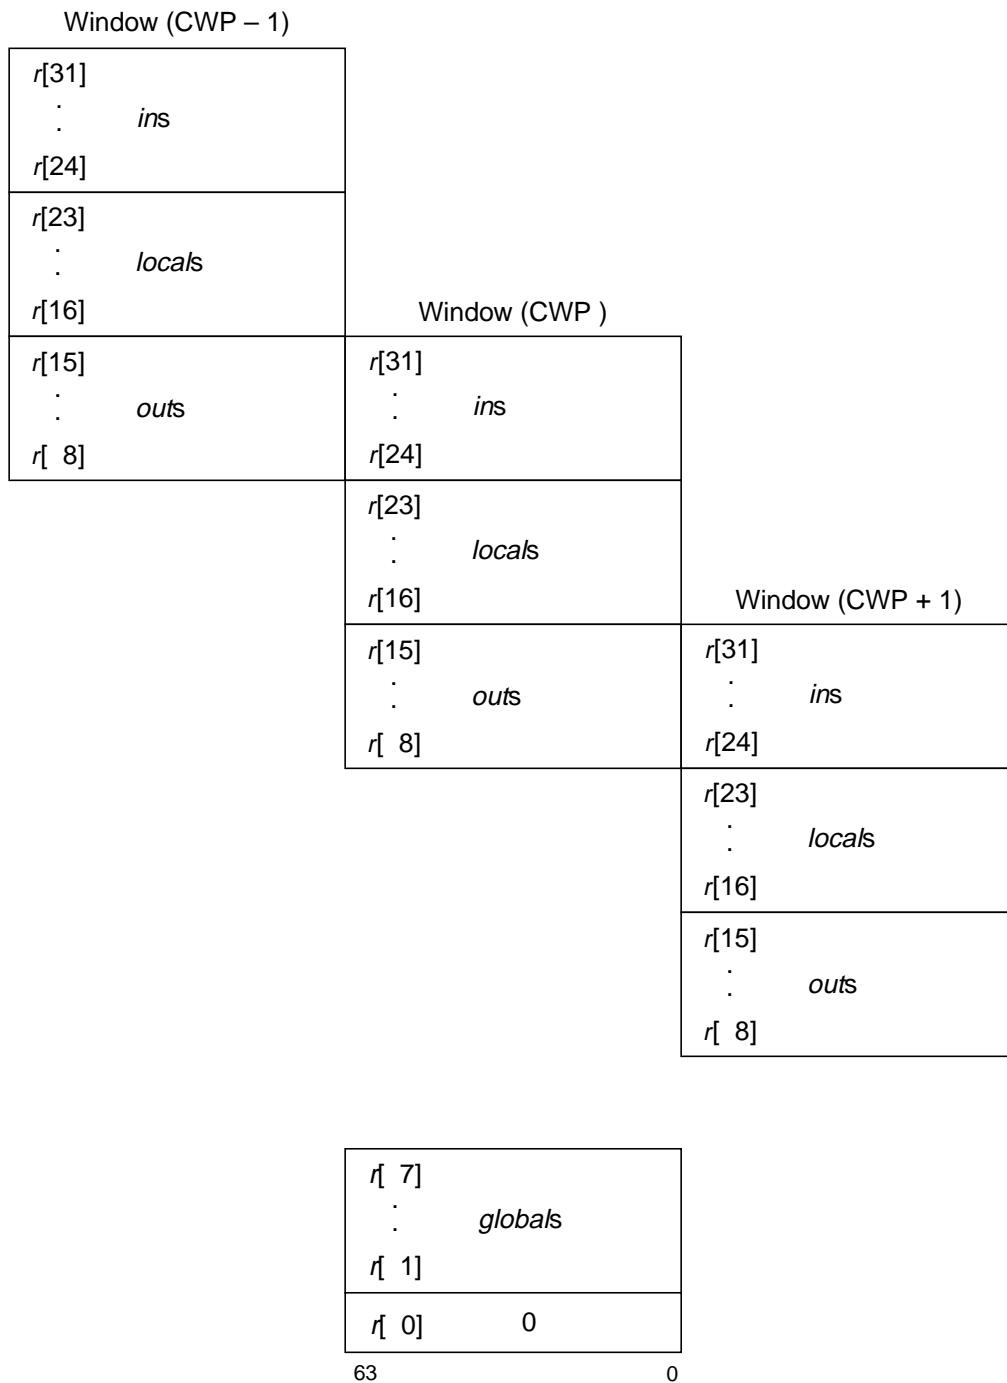 Window (CWP – 1)
r[31]
.
. ins
r[24]
r[23]
.
. locals
r[16]
r[15]
.
. outs
r[ 8]
Window (CWP )
r[31]
.
. ins
r[24]
r[23]
.
. locals
r[16]
r[15]
.
. outs
r[ 8]
Window (CWP + 1)
r[31]
.
. ins
r[24]
r[23]
.
. locals
r[16]
r[15]
.
. outs
r[ 8]
r[ 7]
.
. globals
r[ 1]
r[ 0] 0
63 0